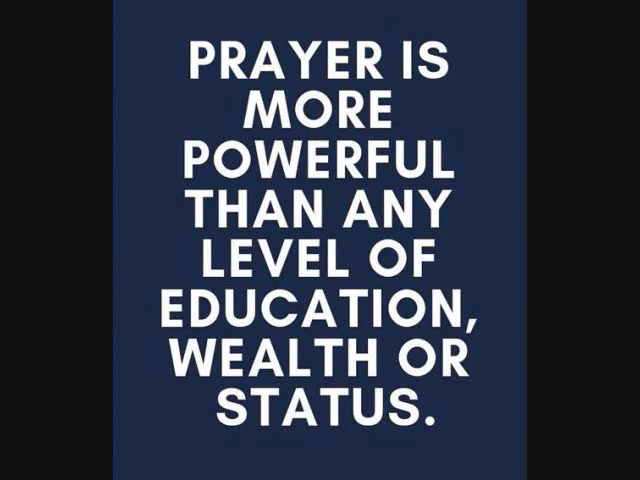 PRAYER IS
MORE
POWERFUL
THAN ANY
LEVEL OF
EDUCATION,
WEALTH OR
STATUS.